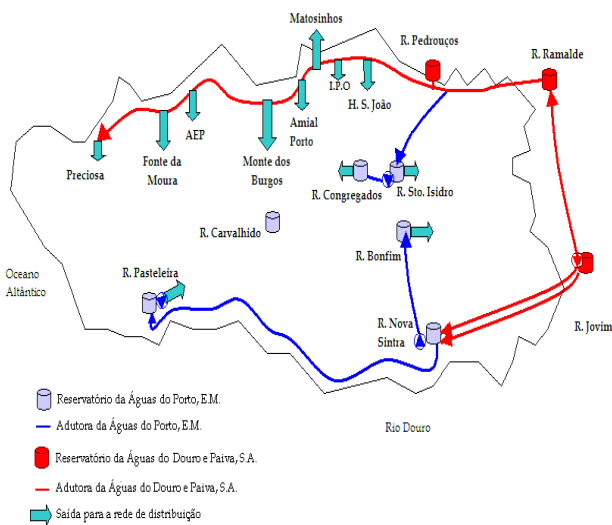 Matosinhos
R. Pedrouços
R. Ramalde
I.P.O
H. S. João
AEP
Amial
Porto
Preciosa
Fonte da
Moura
Monte dos
Burgos
R. Congregados
R. Sto. Isidro
R. Carvalhido
R. Bonfim
Oceano
Altântico
R. Pasteleira
R. Nova
Sintra
R. Jovim
Reservatório da Águas do Porto, E.M.
Adutora da Águas do Porto, E.M.
Rio Douro
Reservatório da Águas do Douro e Paiva, S.A.
Adutora da Águas do Douro e Paiva, S.A.
Saída para a rede de distribuição